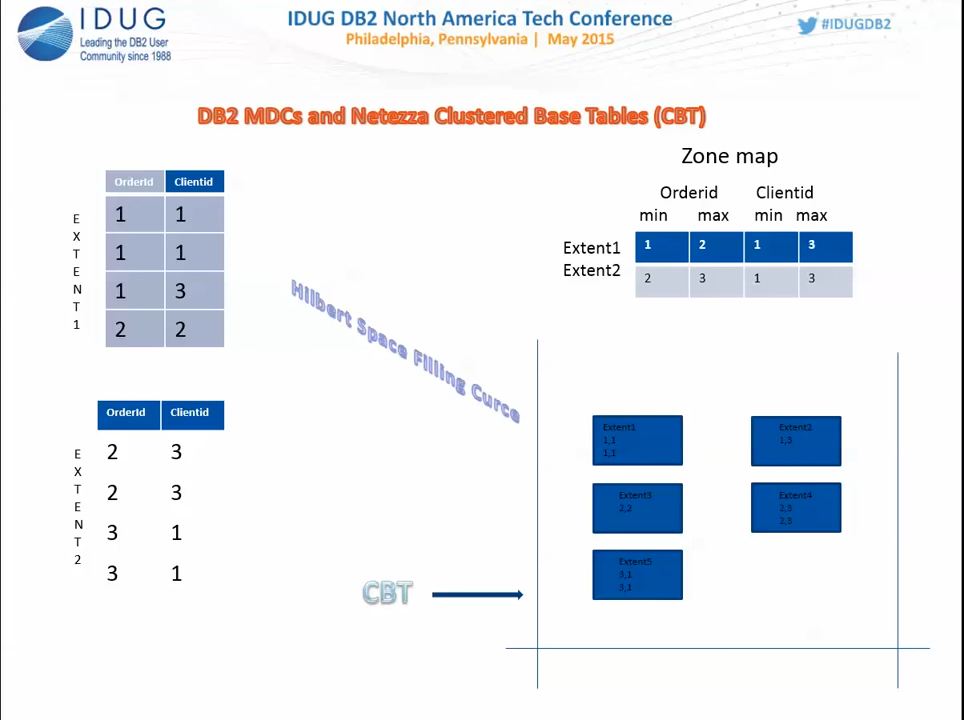 IDUG
Leading the DB2 User
Community since 1988
IDUG DB2 North America Tech Conference
Philadelphia, Pennsylvania | May 2015
#IDUGDB2
DB2 MDCs and Netezza Clustered Base Tables (CBT)
EXTENT1
OrderId Clientid
1 1
1 1
1 3
2 2
EXTENT2
OrderId Clientid
2 3
2 3
3 1
3 1
Zone map
Orderid Clientid
min max min max
Extent1 1 2 1 3
Extent2 2 3 1 3
Hilbert Space Filling Curce
Extent1
1,1
1,1
Extent2
1,3
Extent3
2,2
Extent4
2,3
2,3
Extent5
3,1
3,1
CBT